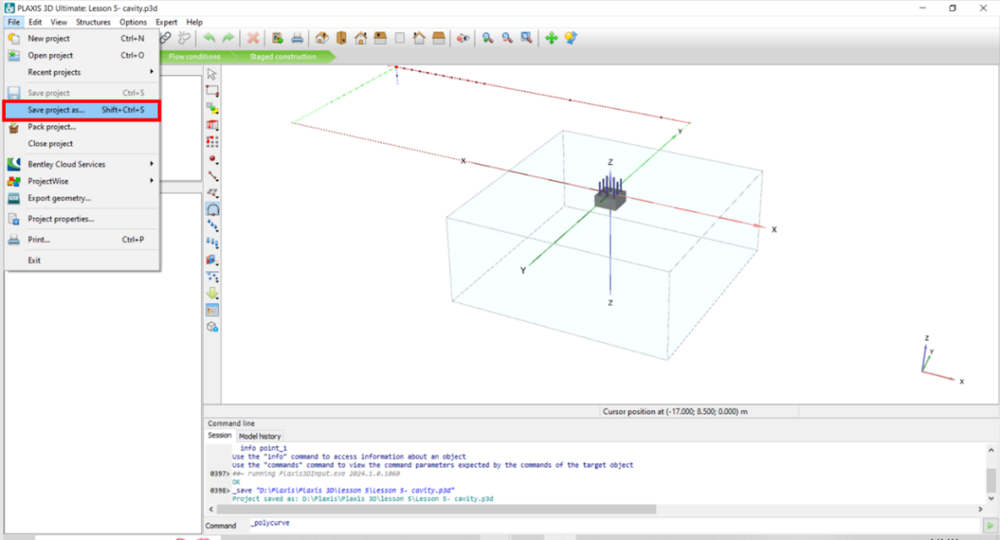 PLAXIS 3D Ultimate: Lesson 5- cavity.p3d
File Edit View Structures Options Expert Help
New project Ctrl+N
Open project Ctrl+O
Recent projects
Save project Ctrl+S
Save project as... Shift+Ctrl+S
Pack project...
Close project
Bentley Cloud Services
ProjectWise
Export geometry...
Project properties...
Print... Ctrl+P
Exit
Flow conditions Staged construction
Y
X
Z
X
Y
Z
Z
Y
X
Cursor position at (-17.000; 8.500; 0.000) m
Command line
Session Model history
info point_1
Use the "info" command to access information about an object
Use the "commands" command to view the command parameters expected by the commands of the target object
0397> ##~ running Plaxis3DInput.exe 2024.1.0.1060
OK
0398> _save "D:\Plaxis\Plaxis 3D\lesson 5\Lesson 5- cavity.p3d"
Project saved as: D:\Plaxis\Plaxis 3D\lesson 5\Lesson 5- cavity.p3d
Command _polycurve